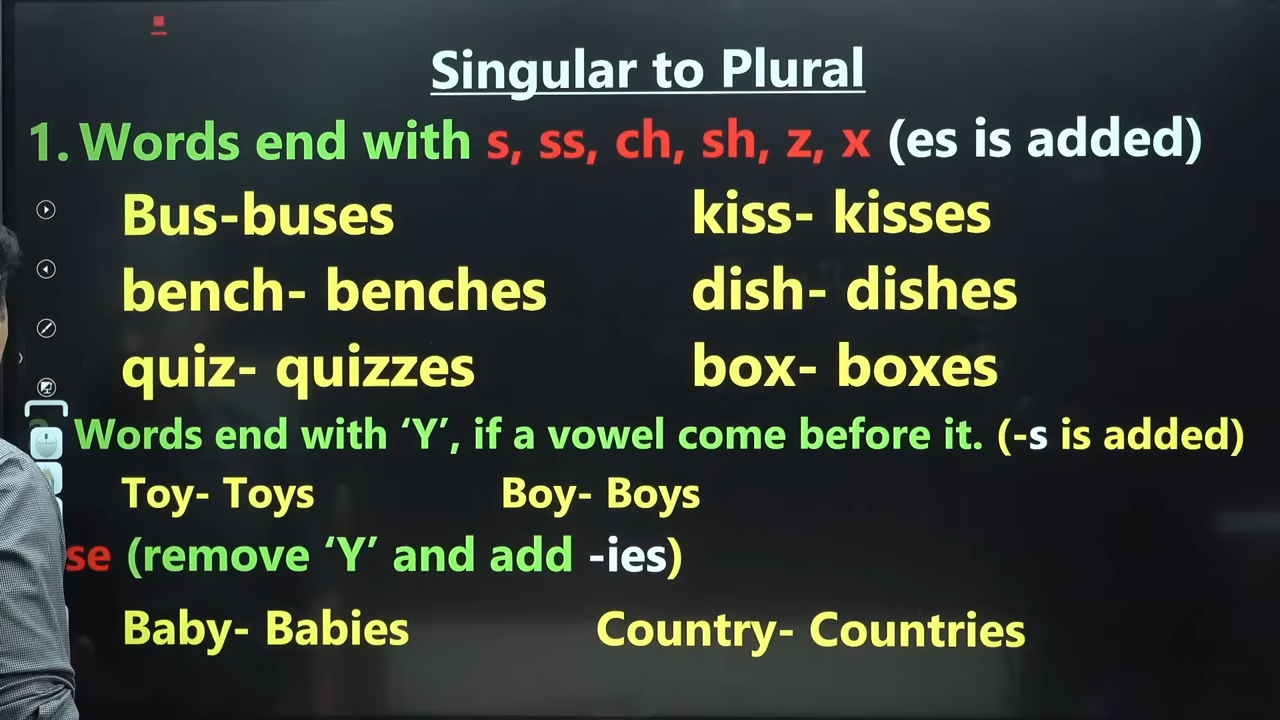 Singular to Plural
1. Words end with s, ss, ch, sh, z, x (es is added)
Bus-buses kiss- kisses
bench- benches dish- dishes
quiz- quizzes box- boxes
Words end with ‘Y’, if a vowel come before it. (-s is added)
Toy- Toys Boy- Boys
(remove ‘Y’ and add -ies)
Baby- Babies Country- Countries